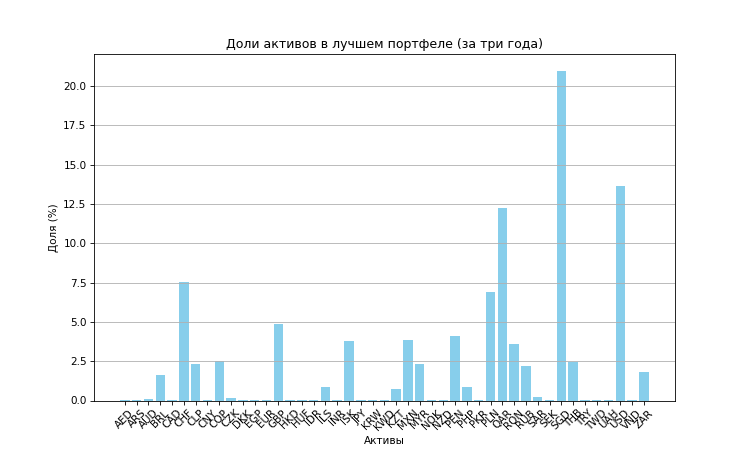 Доли активов в лучшем портфеле (за три года)
Доля (%)
20.0
17.5
15.0
12.5
10.0
7.5
5.0
2.5
0.0
AED ARS AUD BRL CAD CHF CLP CNY COP CZK DKK EGP EUR GBP HKD HUF IDR ILS INR ISK JPY KRW KWD KZT MXN MYR NOK NZD PEN PHP PKR PLN QAR RON RUB SAR SEK SGD THB TRY TWD UAH USD VND ZAR
Активы